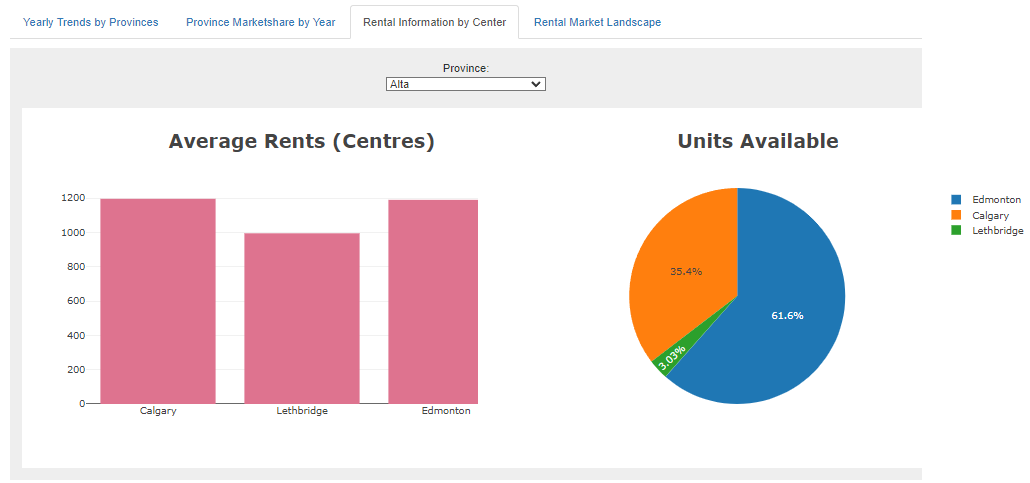 Yearly Trends by Provinces
Province Marketshare by Year
Rental Information by Center
Rental Market Landscape
Province:
Alta
Average Rents (Centres)
1200
1000
800
600
400
200
0
Calgary
Lethbridge
Edmonton
Units Available
35.4%
61.6%
3.03%
Edmonton
Calgary
Lethbridge